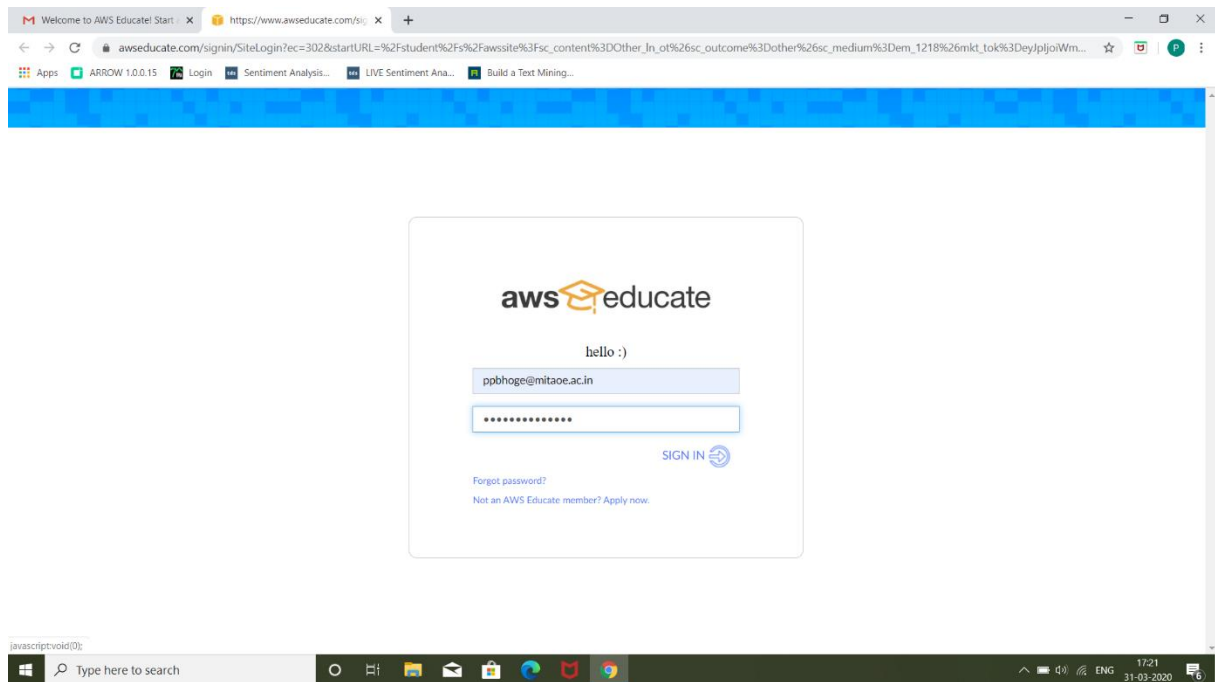 Welcome to AWS Educate! Start
https://www.awseducate.com/sig
awseducate.com/signin/SiteLogin?ec=302&startURL=%2Fstudent%2Fs%2Fawssite%3Fsc_content%3DOther_ln_ot%26sc_outcome%3Dother%26sc_medium%3Dem_1218%26mkt_tok%3DeyJpIjoiWm...
Apps ARROW 1.0.0.15 Login Sentiment Analysis... LIVE Sentiment Ana... Build a Text Mining...
aws educate
hello :)
ppbhoge@mitaoe.ac.in
••••••••••••••
SIGN IN
Forgot password?
Not an AWS Educate member? Apply now.
javascript:void(0);
Type here to search
ENG
17:21
31-03-2020
6